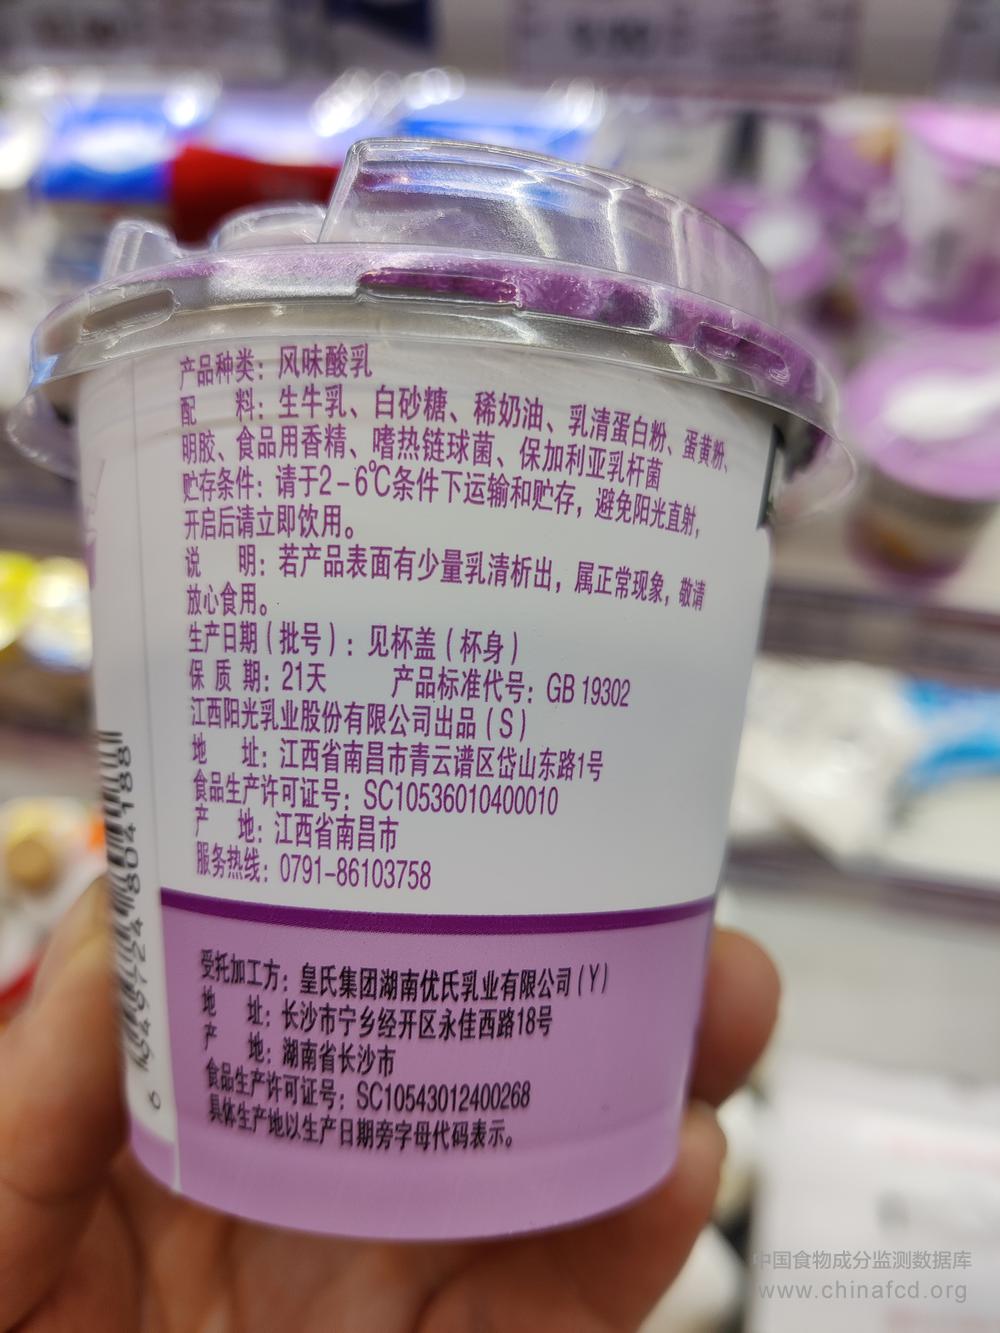 产品种类：风味酸乳
配 料：生牛乳、白砂糖、稀奶油、乳清蛋白粉、蛋黄粉、
明胶、食品用香精、嗜热链球菌、保加利亚乳杆菌
贮存条件：请于2-6℃条件下运输和贮存，避免阳光直射，
开启后请立即饮用。
说 明：若产品表面有少量乳清析出，属正常现象，敬请
放心食用。
生产日期（批号）：见杯盖（杯身）
保 质 期：21天 产品标准代号：GB 19302
江西阳光乳业股份有限公司出品（S）
地 址：江西省南昌市青云谱区岱山东路1号
食品生产许可证号：SC10536010400010
产 地：江西省南昌市
服务热线：0791-86103758
受托加工方：皇氏集团湖南优氏乳业有限公司（Y）
地 址：长沙市宁乡经开区永佳西路18号
产 地：湖南省长沙市
食品生产许可证号：SC10543012400268
具体生产地以生产日期旁字母代码表示。
6 949724 804188
中国食物成分监测数据库
www.chinafcd.org